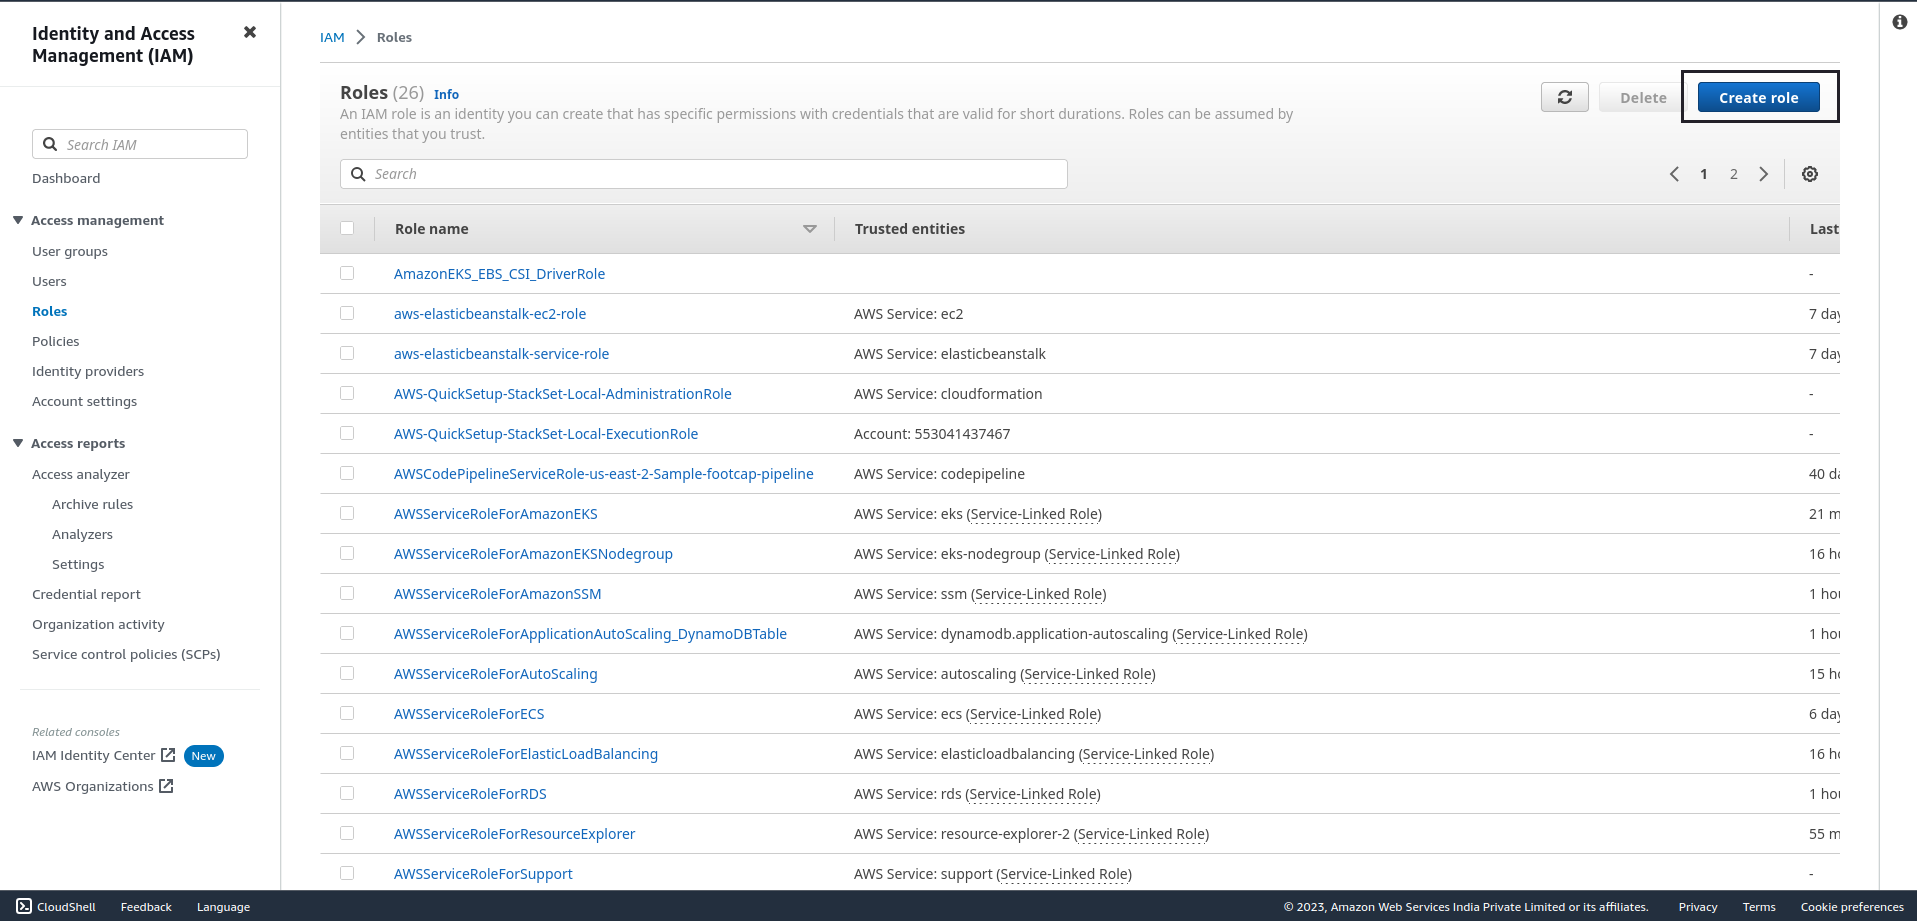 Identity and Access
Management (IAM)
Search IAM
Dashboard
Access management
User groups
Users
Roles
Policies
Identity providers
Account settings
Access reports
Access analyzer
Archive rules
Analyzers
Settings
Credential report
Organization activity
Service control policies (SCPs)
Related consoles
IAM Identity Center New
AWS Organizations
IAM Roles
Roles (26) Info
An IAM role is an identity you can create that has specific permissions with credentials that are valid for short durations. Roles can be assumed by
entities that you trust.
Delete Create role
Search
1 2
Role name Trusted entities Last
AmazonEKS_EBS_CSI_DriverRole -
aws-elasticbeanstalk-ec2-role AWS Service: ec2 7 day
aws-elasticbeanstalk-service-role AWS Service: elasticbeanstalk 7 day
AWS-QuickSetup-StackSet-Local-AdministrationRole AWS Service: cloudformation -
AWS-QuickSetup-StackSet-Local-ExecutionRole Account: 553041437467 -
AWSCodePipelineServiceRole-us-east-2-Sample-footcap-pipeline AWS Service: codepipeline 40 da
AWSServiceRoleForAmazonEKS AWS Service: eks (Service-Linked Role) 21 m
AWSServiceRoleForAmazonEKSNodegroup AWS Service: eks-nodegroup (Service-Linked Role) 16 ho
AWSServiceRoleForAmazonSSM AWS Service: ssm (Service-Linked Role) 1 hou
AWSServiceRoleForApplicationAutoScaling_DynamoDBTable AWS Service: dynamodb.application-autoscaling (Service-Linked Role) 1 hou
AWSServiceRoleForAutoScaling AWS Service: autoscaling (Service-Linked Role) 15 ho
AWSServiceRoleForECS AWS Service: ecs (Service-Linked Role) 6 day
AWSServiceRoleForElasticLoadBalancing AWS Service: elasticloadbalancing (Service-Linked Role) 16 ho
AWSServiceRoleForRDS AWS Service: rds (Service-Linked Role) 1 hou
AWSServiceRoleForResourceExplorer AWS Service: resource-explorer-2 (Service-Linked Role) 55 m
AWSServiceRoleForSupport AWS Service: support (Service-Linked Role) -
CloudShell Feedback Language © 2023, Amazon Web Services India Private Limited or its affiliates. Privacy Terms Cookie preferences